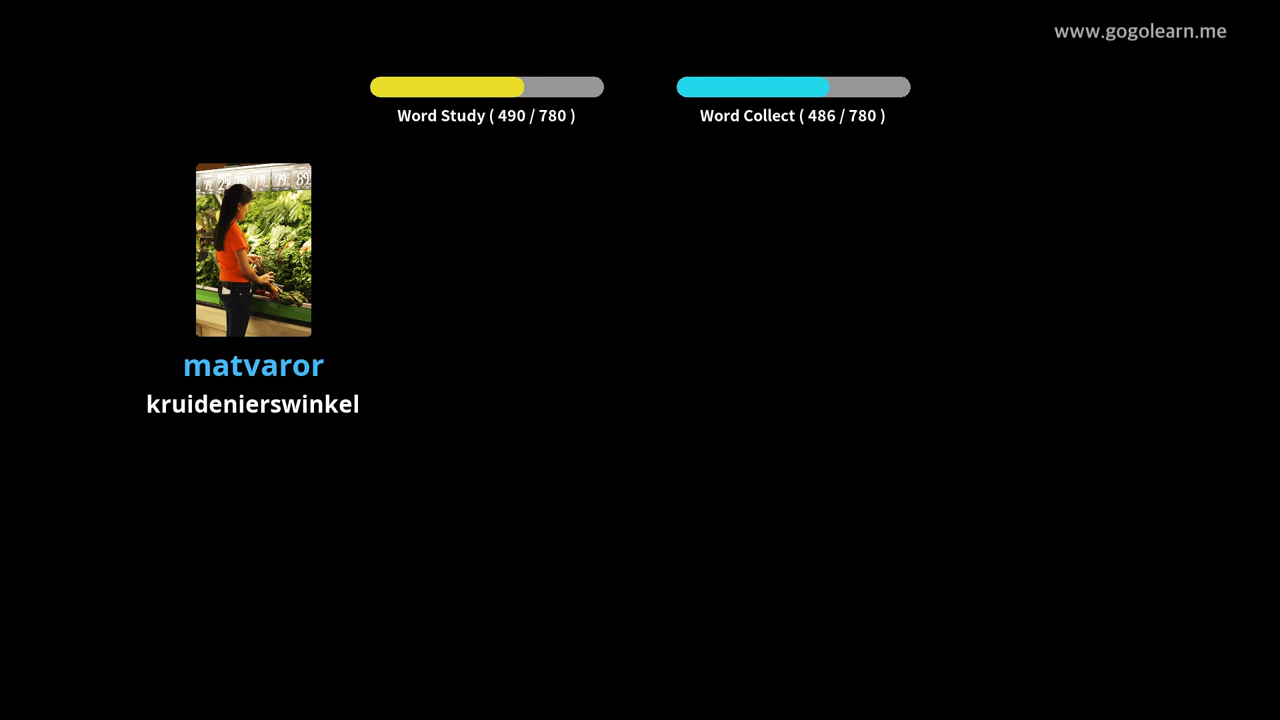 www.gogolearn.me
Word Study ( 490 / 780 )
Word Collect ( 486 / 780 )
matvaror
kruidenierswinkel